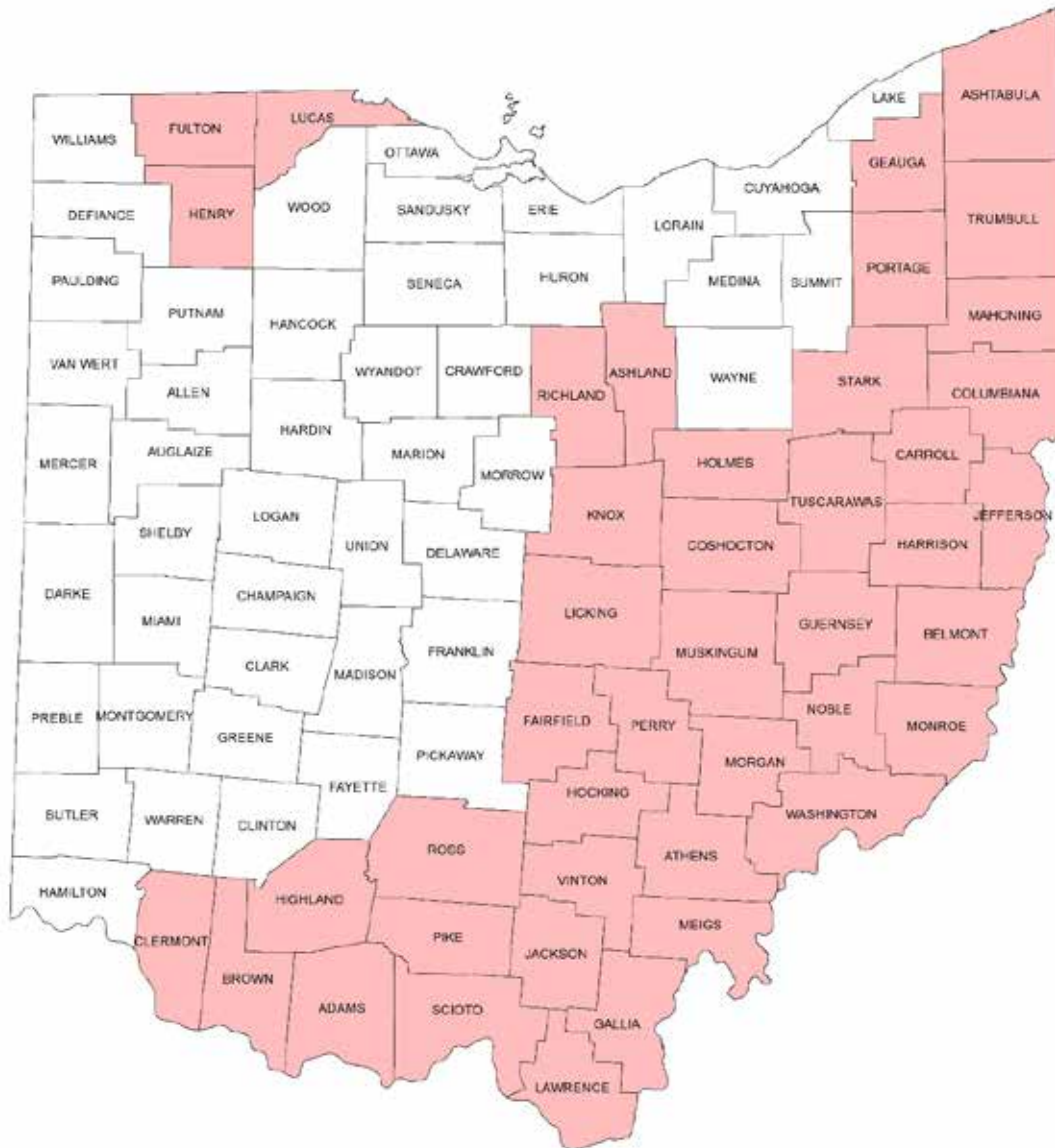 LAKE
ASHTABULA
FULTON
LUCAS
WILLIAMS
OTTAWA
GEAUGA
CUYAHOGA
DEFIANCE
HENRY
WOOD
SANDUSKY
ERIE
LORAIN
TRUMBULL
PAULDING
SENECA
HURON
MEDINA
SUMMIT
PORTAGE
PUTNAM
HANCOCK
MAHONING
VAN WERT
WYANDOT
CRAWFORD
ASHLAND
WAYNE
STARK
ALLEN
RICHLAND
COLUMBIANA
HARDIN
AUGLAIZE
MARION
MERCER
MORROW
HOLMES
CARROLL
TUSCARAWAS
LOGAN
KNOX
JEFFERSON
SHELBY
UNION
DELAWARE
COSHOCTON
HARRISON
DARKE
CHAMPAIGN
LICKING
MIAMI
GUERNSEY
BELMONT
FRANKLIN
MUSKINGUM
CLARK
MADISON
PREBLE
MONTGOMERY
FAIRFIELD
PERRY
NOBLE
MONROE
GREENE
PICKAWAY
MORGAN
FAYETTE
HOCKING
BUTLER
WARREN
CLINTON
WASHINGTON
ROSS
ATHENS
VINTON
HAMILTON
HIGHLAND
MEIGS
CLERMONT
PIKE
JACKSON
BROWN
ADAMS
SCIOTO
GALLIA
LAWRENCE